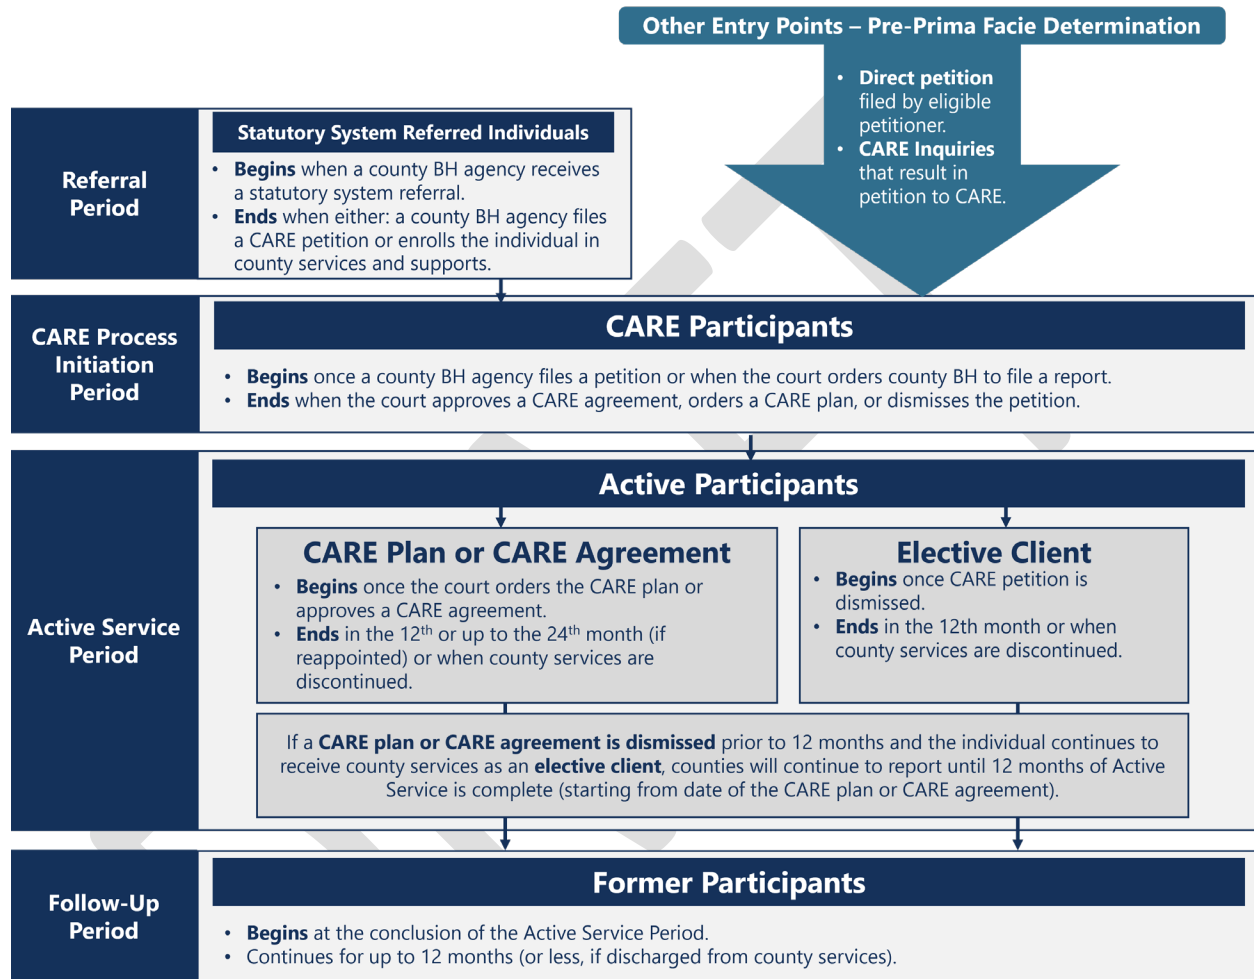 Other Entry Points – Pre-Prima Facie Determination
• Direct petition
filed by eligible
petitioner.
• CARE Inquiries
that result in
petition to CARE.
Referral
Period
Statutory System Referred Individuals
• Begins when a county BH agency receives
a statutory system referral.
• Ends when either: a county BH agency files
a CARE petition or enrolls the individual in
county services and supports.
CARE Process
Initiation
Period
CARE Participants
• Begins once a county BH agency files a petition or when the court orders county BH to file a report.
• Ends when the court approves a CARE agreement, orders a CARE plan, or dismisses the petition.
Active Service
Period
Active Participants
CARE Plan or CARE Agreement
• Begins once the court orders the CARE plan or
approves a CARE agreement.
• Ends in the 12th or up to the 24th month (if
reappointed) or when county services are
discontinued.
Elective Client
• Begins once CARE petition is
dismissed.
• Ends in the 12th month or when
county services are discontinued.
If a CARE plan or CARE agreement is dismissed prior to 12 months and the individual continues to
receive county services as an elective client, counties will continue to report until 12 months of Active
Service is complete (starting from date of the CARE plan or CARE agreement).
Follow-Up
Period
Former Participants
• Begins at the conclusion of the Active Service Period.
• Continues for up to 12 months (or less, if discharged from county services).